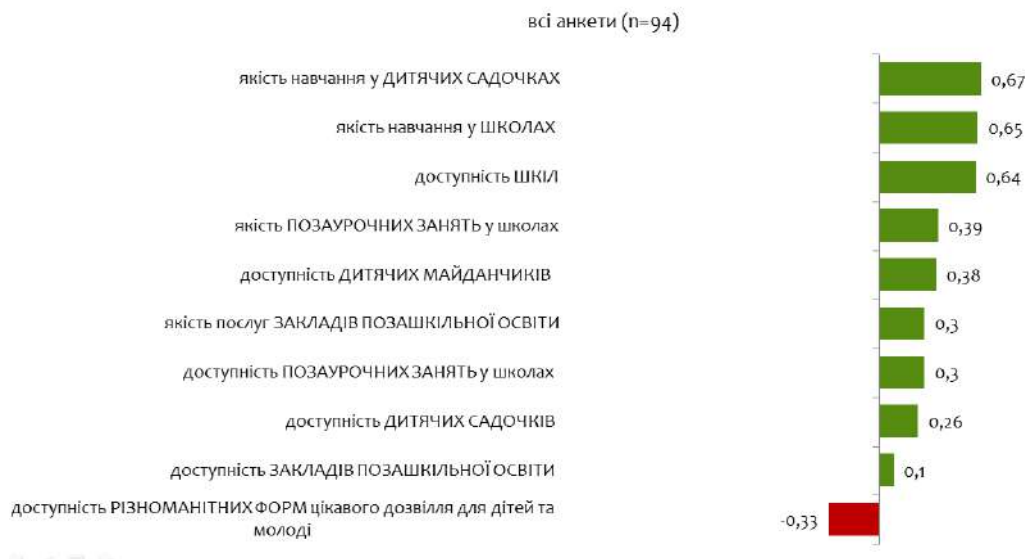 всі анкети (n=94)
якість навчання у ДИТЯЧИХ САДОЧКАХ 0,67
якість навчання у ШКОЛАХ 0,65
доступність ШКІЛ 0,64
якість ПОЗАУРОЧНИХ ЗАНЯТЬ у школах 0,39
доступність ДИТЯЧИХ МАЙДАНЧИКІВ 0,38
якість послуг ЗАКЛАДІВ ПОЗАШКІЛЬНОЇ ОСВІТИ 0,3
доступність ПОЗАУРОЧНИХ ЗАНЯТЬ у школах 0,3
доступність ДИТЯЧИХ САДОЧКІВ 0,26
доступність ЗАКЛАДІВ ПОЗАШКІЛЬНОЇ ОСВІТИ 0,1
доступність РІЗНОМАНІТНИХ ФОРМ цікавого дозвілля для дітей та
молоді -0,33